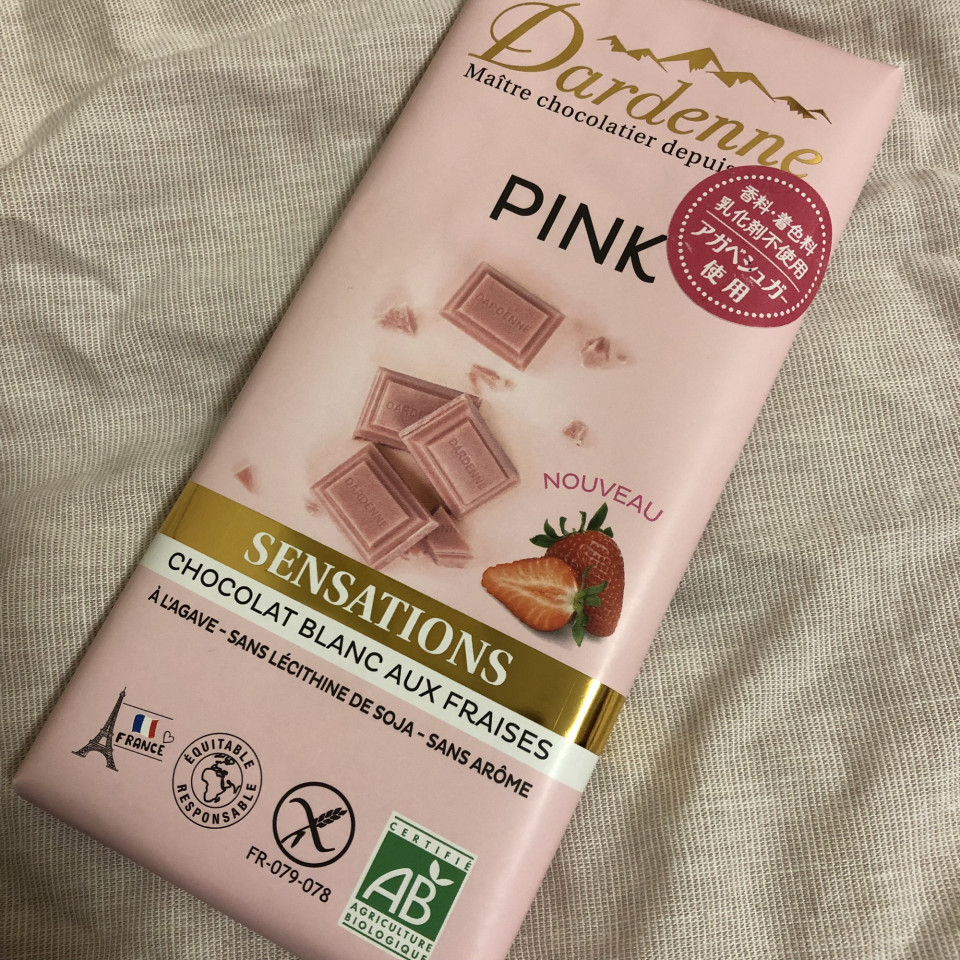 Dardenne
Maître chocolatier depuis
PINK
香料・着色料
乳化剤不使用
アガベシュガー
使用
DARDENNE
DARDENNE
DARDENNE
NOUVEAU
SENSATIONS
CHOCOLAT BLANC AUX FRAISES
À L'AGAVE - SANS LÉCITHINE DE SOJA - SANS ARÔME
FRANCE
ÉQUITABLE
RESPONSABLE
FR-079-078
CERTIFIÉ
AB
AGRICULTURE
BIOLOGIQUE